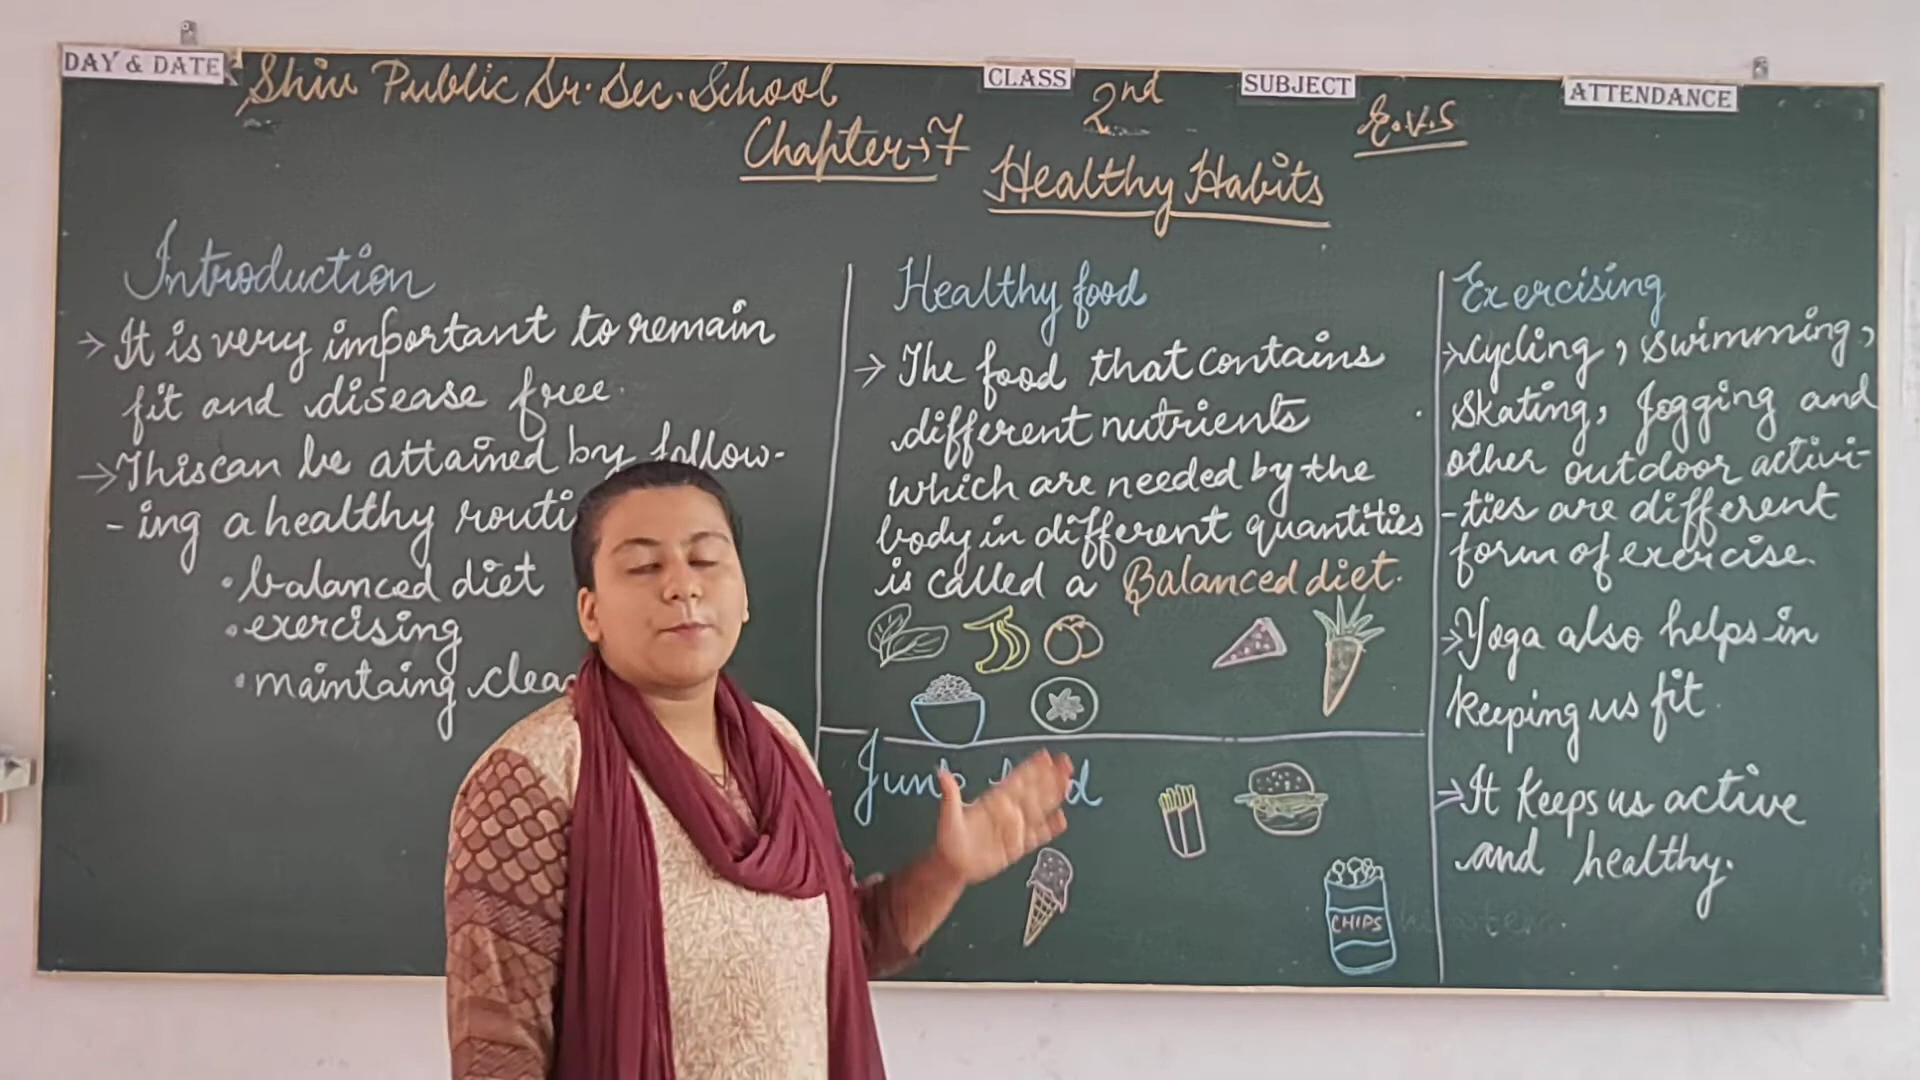 DAY & DATE
Shiv Public Sr. Sec. School
CLASS
2nd
SUBJECT
E.V.S
ATTENDANCE
Chapter→7
Healthy Habits
Introduction
→ It is very important to remain
fit and disease free.
→ This can be attained by follow-
-ing a healthy
• balanced diet
• exercising
• maintaing
Healthy food
→ The food that contains
different nutrients
which are needed by the
body in different quantities
is called a Balanced diet.
Junk
CHIPS
Exercising
→ Cycling, swimming,
Skating, Jogging and
other outdoor activi-
-ties are different
form of exercise.
→ Yoga also helps in
keeping us fit.
→ It keeps us active
and healthy.